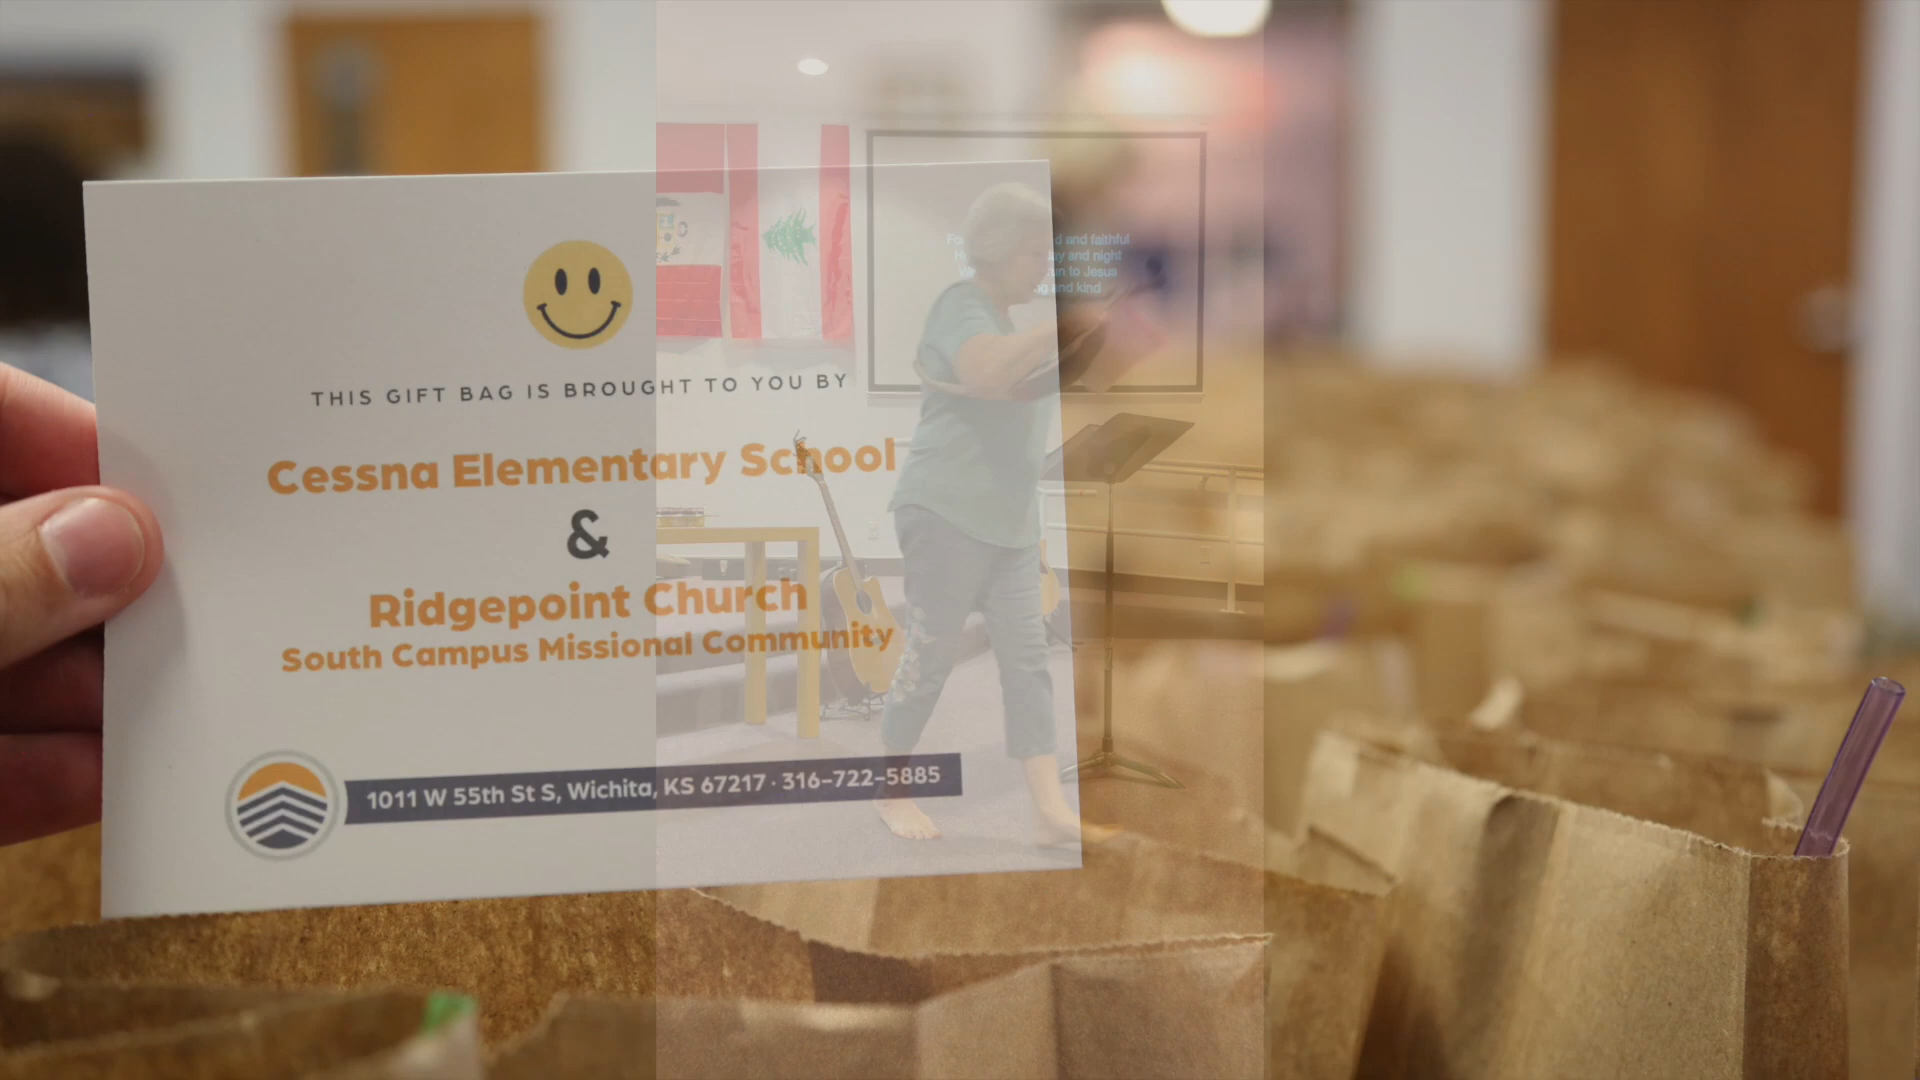 THIS GIFT BAG IS BROUGHT TO YOU BY
Cessna Elementary School
&
Ridgepoint Church
South Campus Missional Community
1011 W 55th St S, Wichita, KS 67217 · 316-722-5885
and faithful
and night
to Jesus
and kind